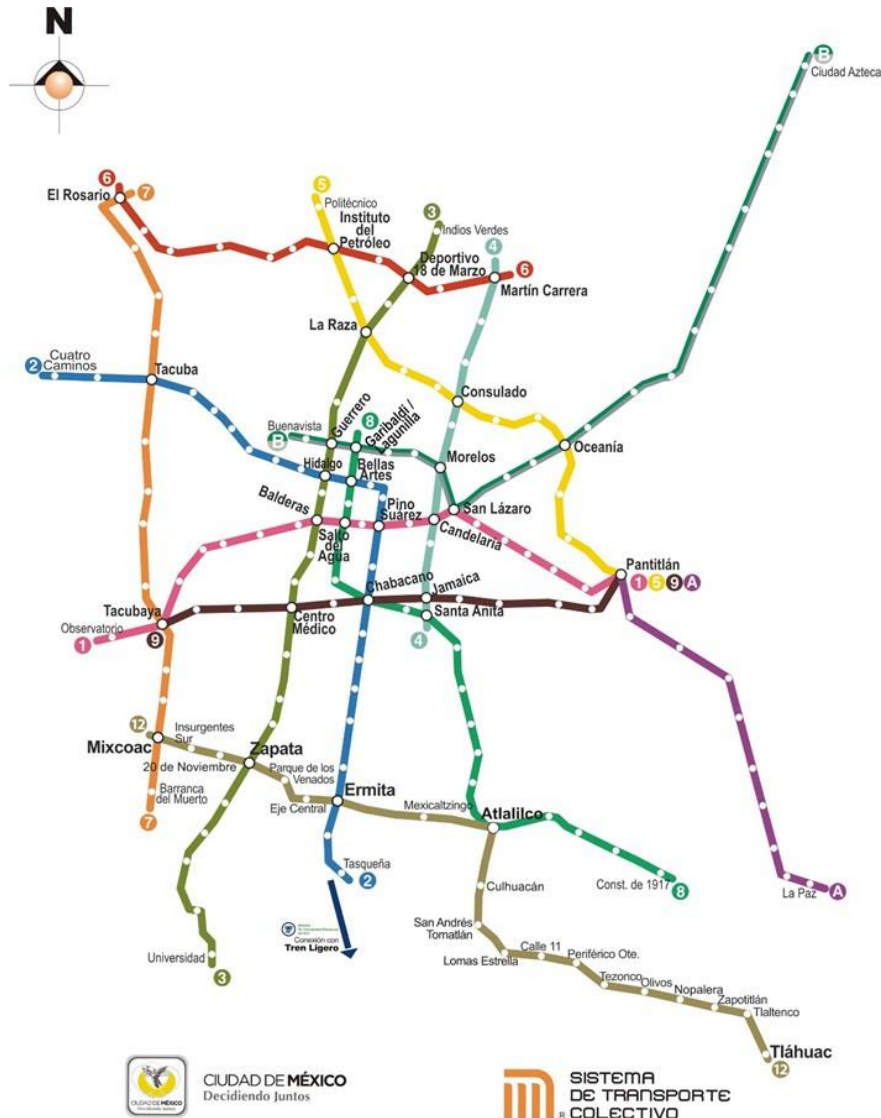 N
B
Ciudad Azteca
6
El Rosario
7
5
Politécnico
Instituto
del
Petróleo
3
Indios Verdes
4
Deportivo
18 de Marzo
6
Martín Carrera
La Raza
2
Cuatro
Caminos
Tacuba
Consulado
Buenavista
B
Guerrero
8
Garibaldi /
Lagunilla
Oceanía
Morelos
Hidalgo
Bellas
Artes
Balderas
Pino
Suárez
San Lázaro
Salto
del
Agua
Candelaria
Pantitlán
1 5 9 A
Chabacano
Jamaica
Tacubaya
Observatorio
1
9
Centro
Médico
Santa Anita
4
12
Insurgentes
Sur
Mixcoac
Zapata
20 de Noviembre
Parque de los
Venados
Barranca
del Muerto
7
Eje Central
Ermita
Mexicaltzingo
Atlalilco
Tasqueña
2
Const. de 1917
8
La Paz
A
Culhuacán
San Andrés
Tomatlán
Conexión con
Tren Ligero
Universidad
3
Lomas Estrella
Calle 11
Periférico Ote.
Tezonco
Olivos
Nopalera
Zapotitlán
Tlaltenco
Tláhuac
12
CIUDAD DE MÉXICO
Decidiendo Juntos
CIUDAD DE MÉXICO
Decidiendo Juntos
SISTEMA
DE TRANSPORTE
COLECTIVO
R